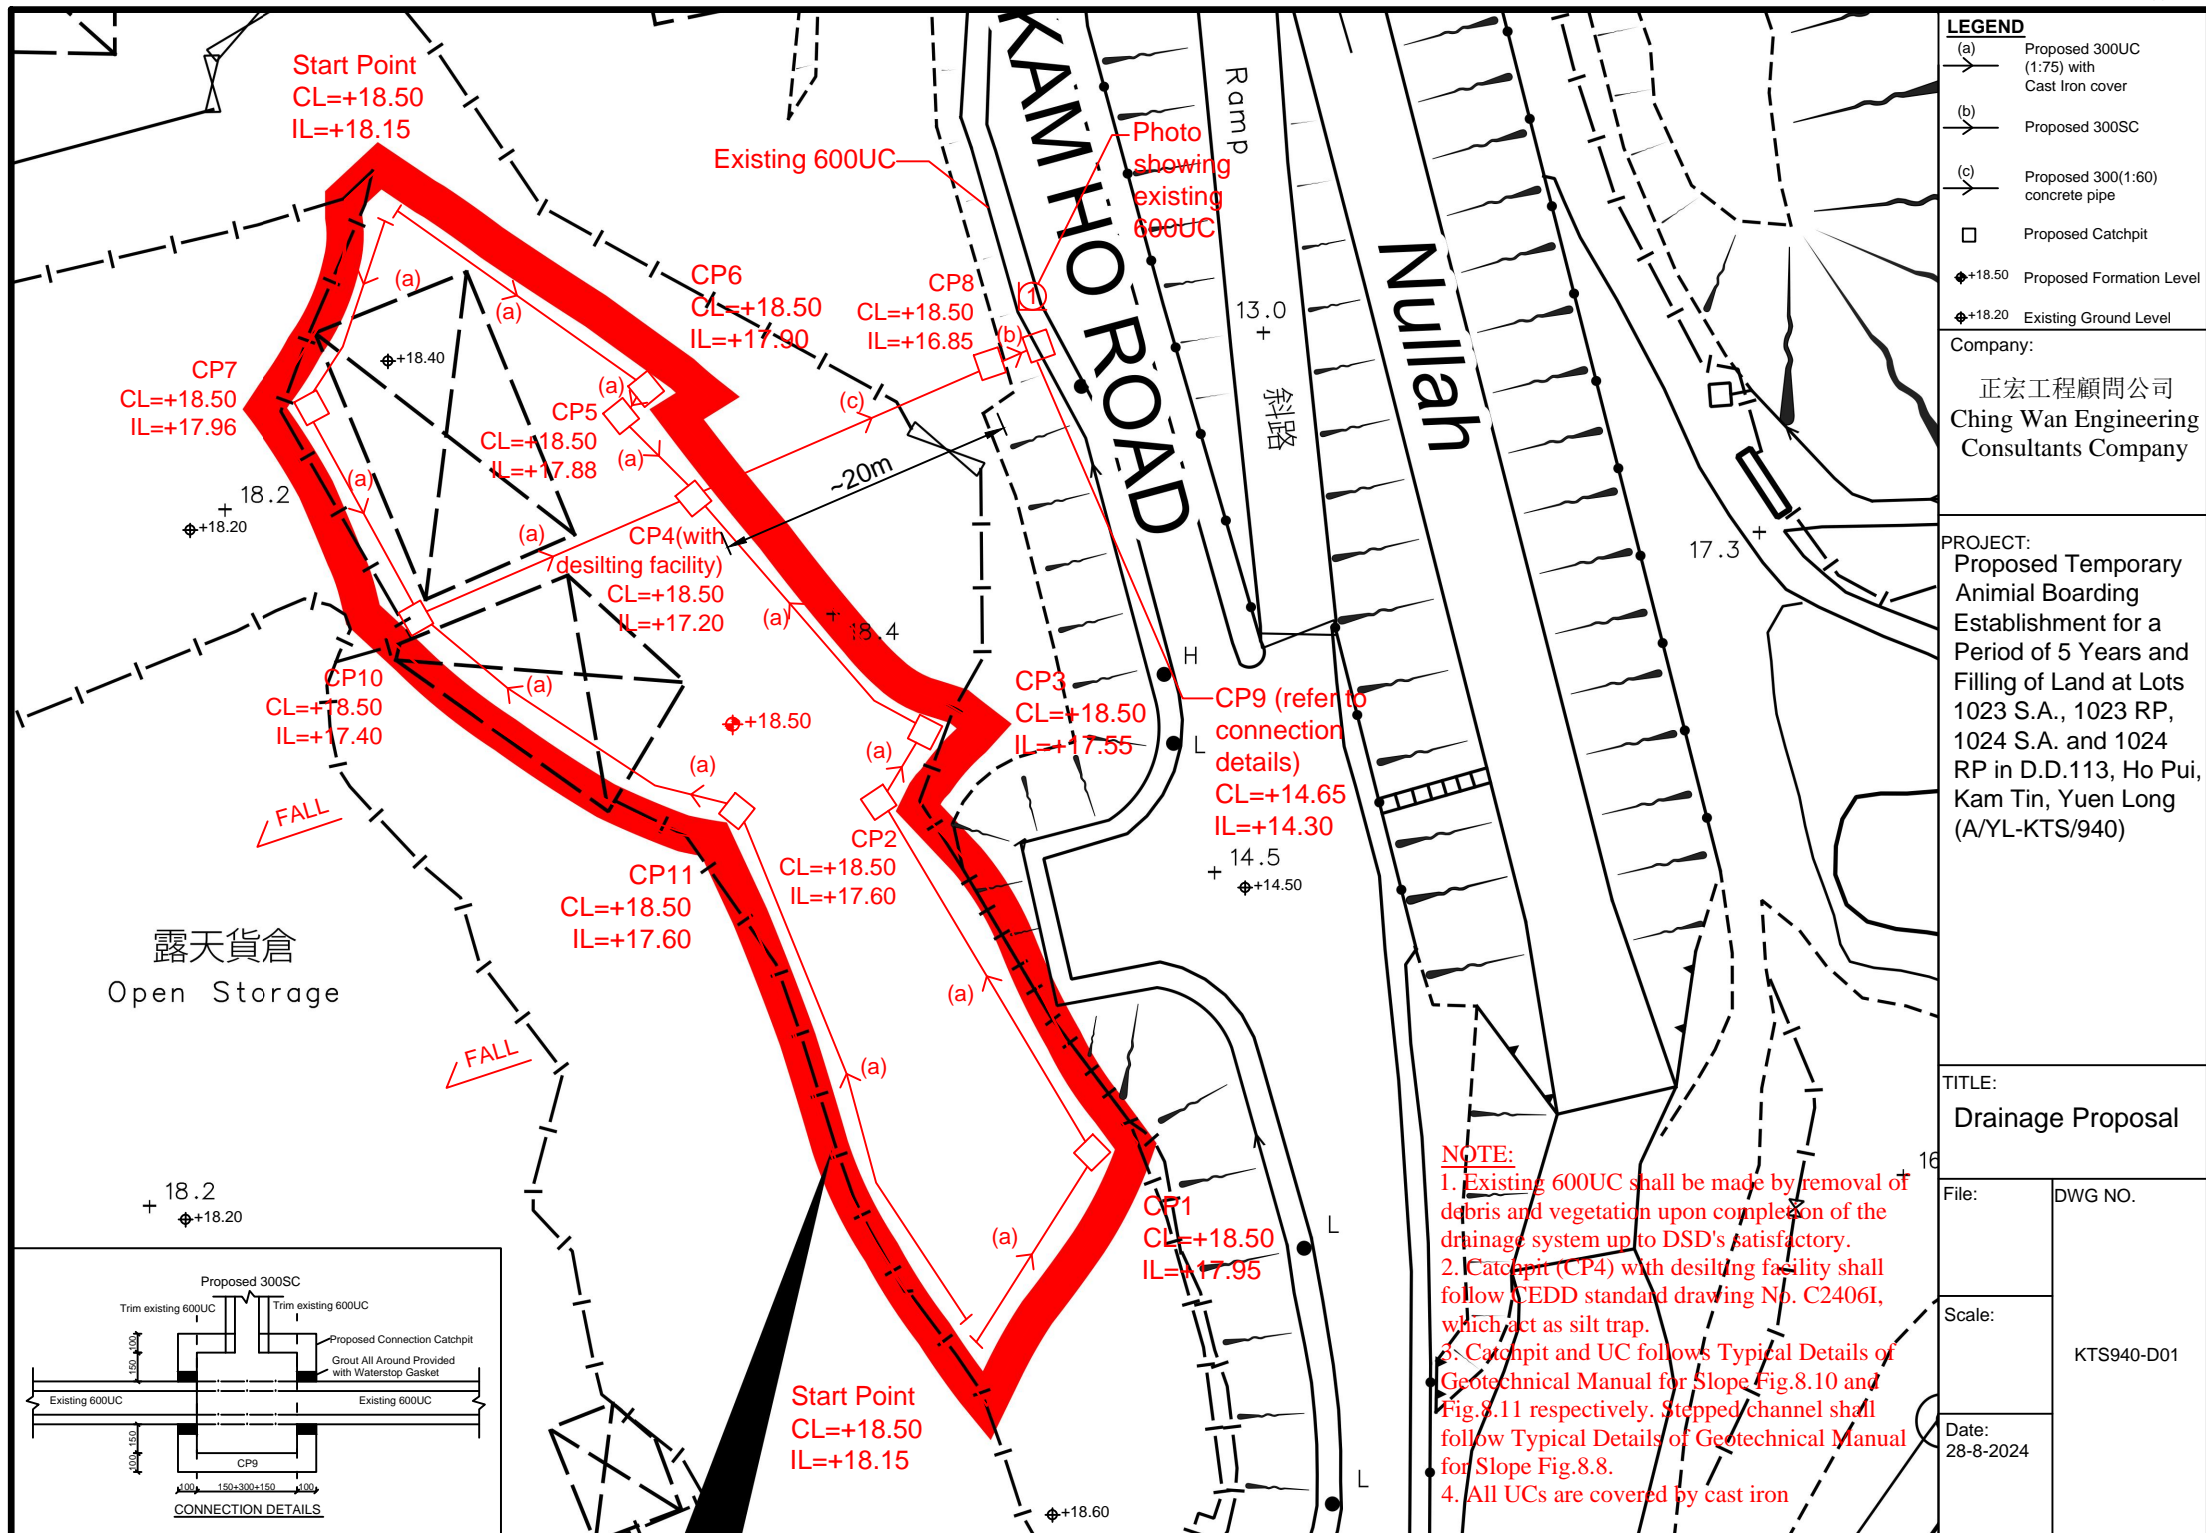 Start Point
CL=+18.50
IL=+18.15
Existing 600UC
KAM HO ROAD
Photo
showing
existing
600UC
Ramp
斜路
Nullah
13.0
CP6
CL=+18.50
IL=+17.90
CP8
CL=+18.50
IL=+16.85
1
(a)
(a)
(a)
(b)
(a)
(c)
+18.40
CP7
CL=+18.50
IL=+17.96
CP5
CL=+18.50
IL=+17.88
(a)
(a)
~20m
18.2
+18.20
(a)
CP4(with
desilting facility)
CL=+18.50
IL=+17.20
(a)
18.4
17.3
H
L
CP10
CL=+18.50
IL=+17.40
(a)
+18.50
CP3
CL=+18.50
IL=+17.55
(a)
(a)
CP9 (refer to
connection
details)
CL=+14.65
IL=+14.30
14.5
+14.50
FALL
CP2
CL=+18.50
IL=+17.60
CP11
CL=+18.50
IL=+17.60
露天貨倉
Open Storage
(a)
FALL
(a)
18.2
+18.20
CP1
CL=+18.50
IL=+17.95
(a)
L
L
16
Start Point
CL=+18.50
IL=+18.15
+18.60
NOTE:
1. Existing 600UC shall be made by removal of
debris and vegetation upon completion of the
drainage system up to DSD's satisfactory.
2. Catchpit (CP4) with desilting facility shall
follow CEDD standard drawing No. C2406I,
which act as silt trap.
3. Catchpit and UC follows Typical Details of
Geotechnical Manual for Slope Fig.8.10 and
Fig.8.11 respectively. Stepped channel shall
follow Typical Details of Geotechnical Manual
for Slope Fig.8.8.
4. All UCs are covered by cast iron
Proposed 300SC
Trim existing 600UC
Trim existing 600UC
Proposed Connection Catchpit
Grout All Around Provided
with Waterstop Gasket
100
150
Existing 600UC
Existing 600UC
150
100
CP9
100
150+300+150
100
CONNECTION DETAILS
LEGEND
(a)
Proposed 300UC
(1:75) with
Cast Iron cover
(b)
Proposed 300SC
(c)
Proposed 300(1:60)
concrete pipe
Proposed Catchpit
+18.50 Proposed Formation Level
+18.20 Existing Ground Level
Company:
正宏工程顧問公司
Ching Wan Engineering
Consultants Company
PROJECT:
Proposed Temporary
Animial Boarding
Establishment for a
Period of 5 Years and
Filling of Land at Lots
1023 S.A., 1023 RP,
1024 S.A. and 1024
RP in D.D.113, Ho Pui,
Kam Tin, Yuen Long
(A/YL-KTS/940)
TITLE:
Drainage Proposal
File:
DWG NO.
Scale:
KTS940-D01
Date:
28-8-2024